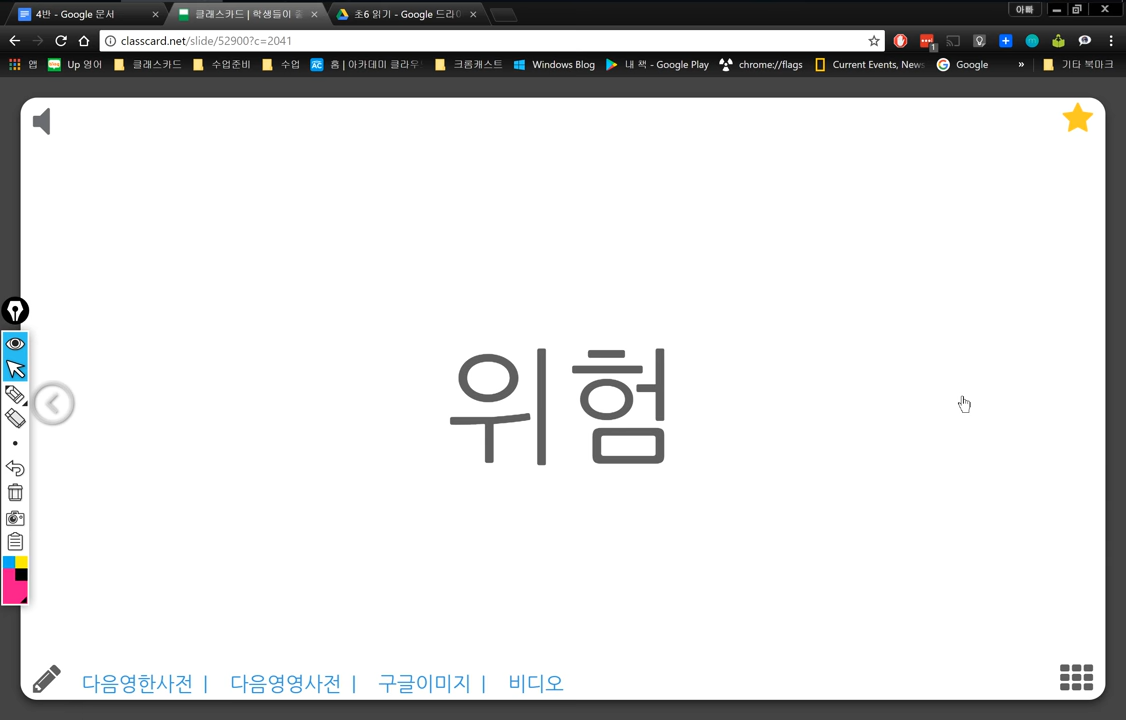 4반 - Google 문서
클래스카드 | 학생들이 좋
초6 읽기 - Google 드라이
아빠
classcard.net/slide/52900?c=2041
1
앱
Up 영어
클래스카드
수업준비
수업
홈 | 아카데미 클라우
크롬캐스트
Windows Blog
내 책 - Google Play
chrome://flags
Current Events, News
Google
»
기타 북마크
위험
다음영한사전 |
다음영영사전 |
구글이미지 |
비디오